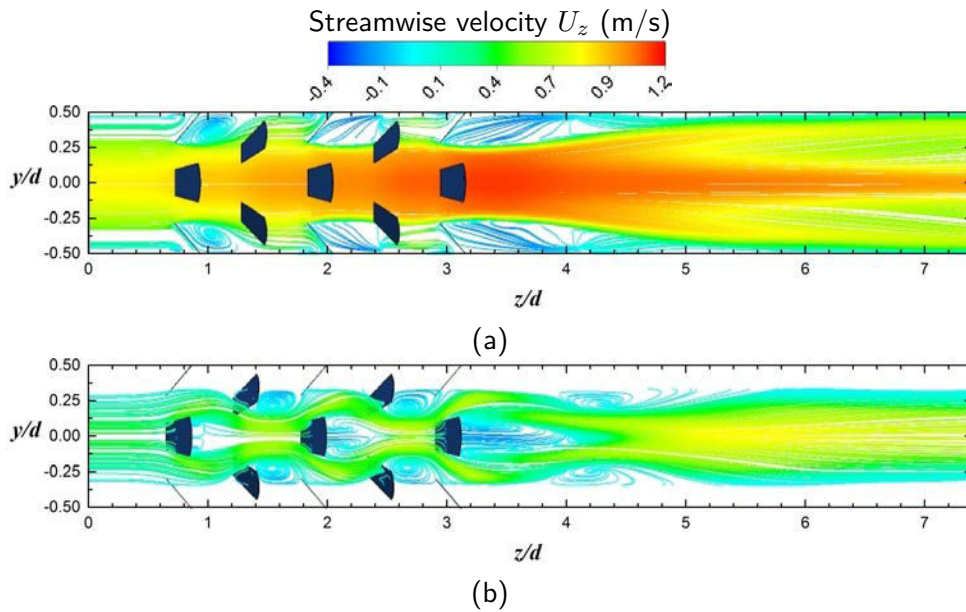 Streamwise velocity U_z (m/s)
-0.4 -0.1 0.1 0.4 0.7 0.9 1.2
0.50
0.25
y/d 0.00
-0.25
-0.50
0 1 2 3 4 5 6 7
z/d
(a)
0.50
0.25
y/d 0.00
-0.25
-0.50
0 1 2 3 4 5 6 7
z/d
(b)